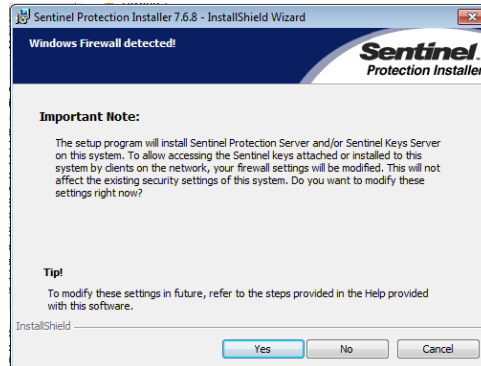 Sentinel Protection Installer 7.6.8 - InstallShield Wizard
Windows Firewall detected!
Sentinel.
Protection Installer
Important Note:
The setup program will install Sentinel Protection Server and/or Sentinel Keys Server
on this system. To allow accessing the Sentinel keys attached or installed to this
system by clients on the network, your firewall settings will be modified. This will not
affect the existing security settings of this system. Do you want to modify these
settings right now?
Tip!
To modify these settings in future, refer to the steps provided in the Help provided
with this software.
InstallShield
Yes
No
Cancel